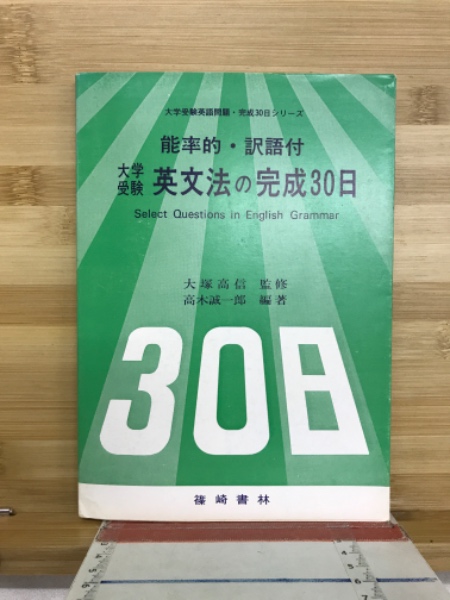 大学受験英語問題・完成30日シリーズ
能率的・訳語付
大学受験 英文法の完成30日
Select Questions in English Grammar
大塚高信 監修
高木誠一郎 編著
30日
篠崎書林